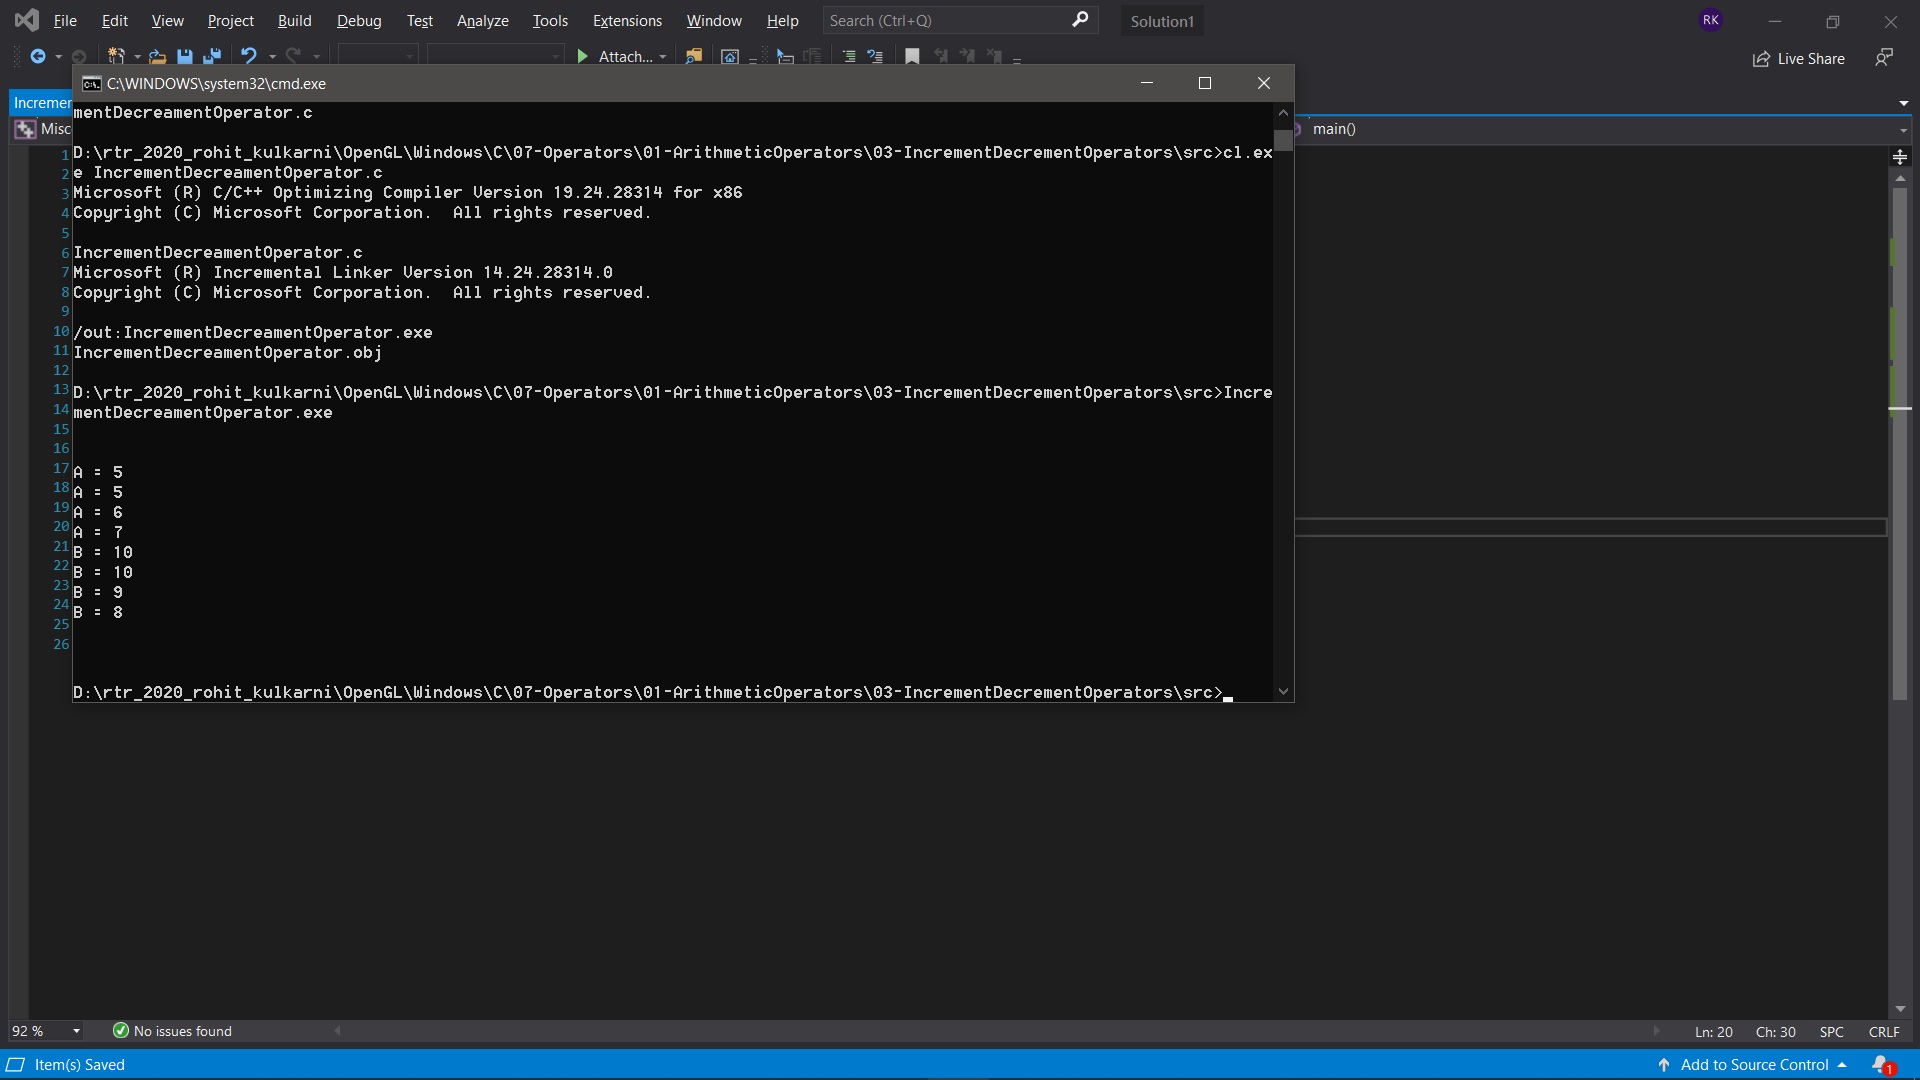 File Edit View Project Build Debug Test Analyze Tools Extensions Window Help Search (Ctrl+Q) Solution1 RK
Attach... Live Share
C:\WINDOWS\system32\cmd.exe
Incremen
Misc main()
mentDecreamentOperator.c
D:\rtr_2020_rohit_kulkarni\OpenGL\Windows\C\07-Operators\01-ArithmeticOperators\03-IncrementDecrementOperators\src>cl.ex
e IncrementDecreamentOperator.c
Microsoft (R) C/C++ Optimizing Compiler Version 19.24.28314 for x86
Copyright (C) Microsoft Corporation.  All rights reserved.
IncrementDecreamentOperator.c
Microsoft (R) Incremental Linker Version 14.24.28314.0
Copyright (C) Microsoft Corporation.  All rights reserved.
/out:IncrementDecreamentOperator.exe
IncrementDecreamentOperator.obj
D:\rtr_2020_rohit_kulkarni\OpenGL\Windows\C\07-Operators\01-ArithmeticOperators\03-IncrementDecrementOperators\src>Incre
mentDecreamentOperator.exe
A = 5
A = 5
A = 6
A = 7
B = 10
B = 10
B = 9
B = 8
D:\rtr_2020_rohit_kulkarni\OpenGL\Windows\C\07-Operators\01-ArithmeticOperators\03-IncrementDecrementOperators\src>
1
2
3
4
5
6
7
8
9
10
11
12
13
14
15
16
17
18
19
20
21
22
23
24
25
26
92 % No issues found Ln: 20 Ch: 30 SPC CRLF
Item(s) Saved Add to Source Control 1